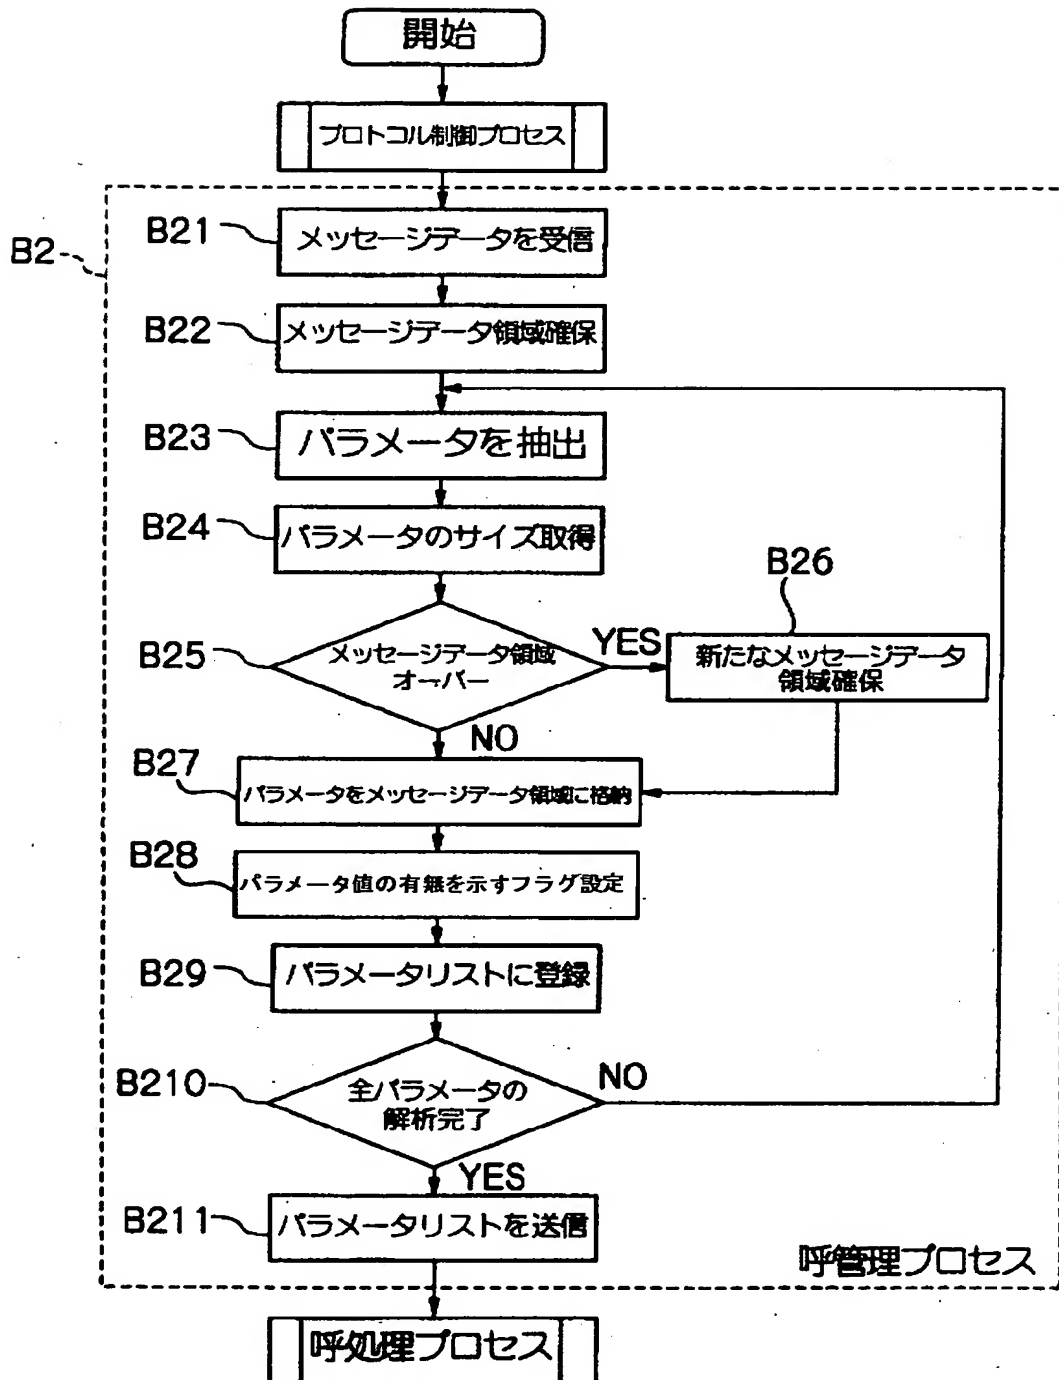 開始
プロトコル制御プロセス
B2
B21
メッセージデータを受信
B22
メッセージデータ領域確保
B23
パラメータを抽出
B24
パラメータのサイズ取得
B25
メッセージデータ領域
オーバー
YES
B26
新たなメッセージデータ
領域確保
NO
B27
パラメータをメッセージデータ領域に格納
B28
パラメータ値の有無を示すフラグ設定
B29
パラメータリストに登録
B210
全パラメータの
解析完了
NO
YES
B211
パラメータリストを送信
呼管理プロセス
呼処理プロセス